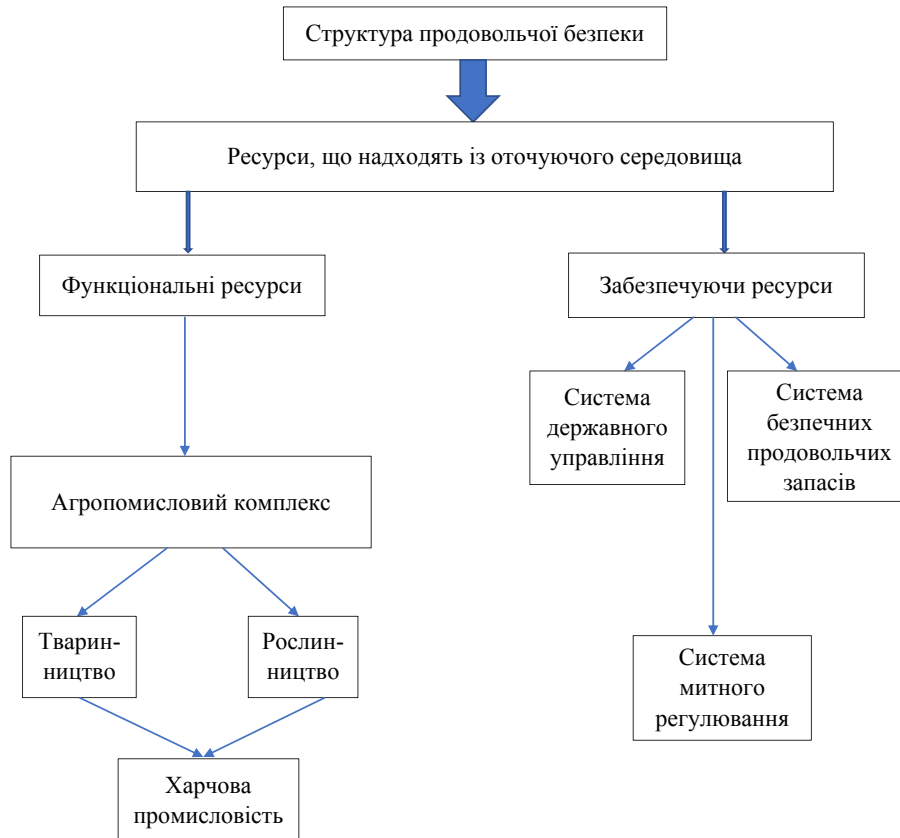 Структура продовольчої безпеки
Ресурси, що надходять із оточуючого середовища
Функціональні ресурси
Забезпечуючи ресурси
Система
державного
управління
Система
безпечних
продовольчих
запасів
Агропомисловий комплекс
Тварин-
ництво
Рослин-
ництво
Система
митного
регулювання
Харчова
промисловість